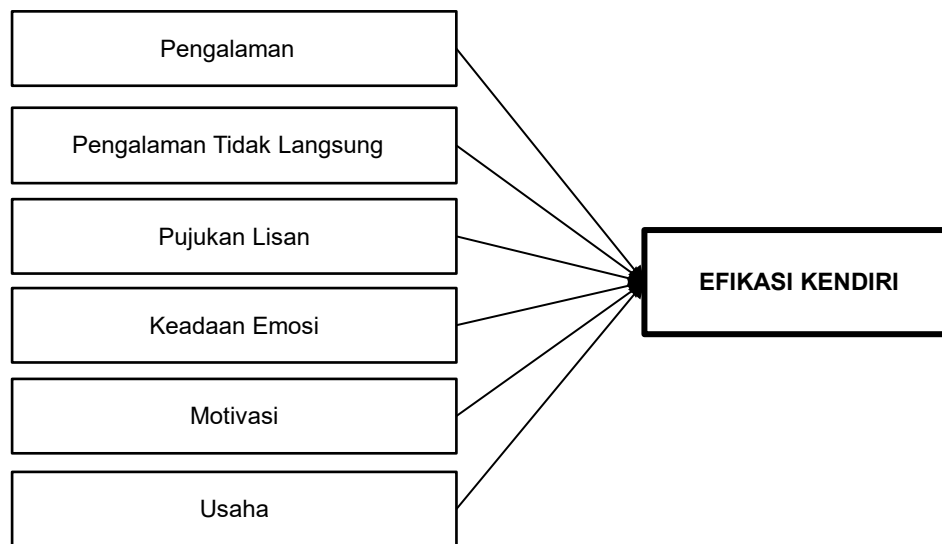 Pengalaman
Pengalaman Tidak Langsung
Pujukan Lisan
Keadaan Emosi
Motivasi
Usaha
EFIKASI KENDIRI